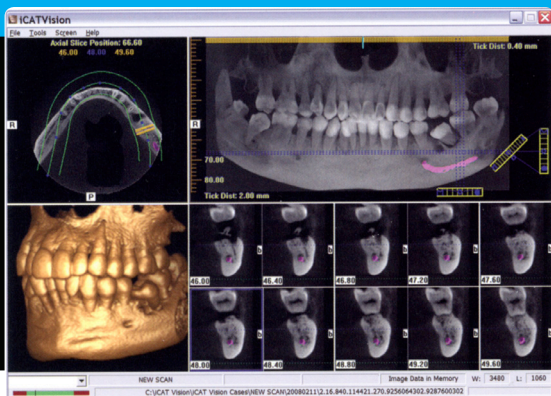 iCATVision
File Tools Screen Help
Axial Slice Position: 66.60
46.00 48.00 49.60
R
P
Tick Dist: 0.40 mm
R
70.00
80.00
Tick Dist: 2.00 mm
46.00 b 46.40 b 46.80 b 47.20 b 47.60 b
48.00 b 48.40 b 48.80 b 49.20 b 49.60 b
NEW SCAN Image Data in Memory W: 3480 L: 1060
C:\iCAT Vision\iCAT Vision Cases\NEW SCAN\20080211\2.16.840.114421.270.9256064302.9287600302